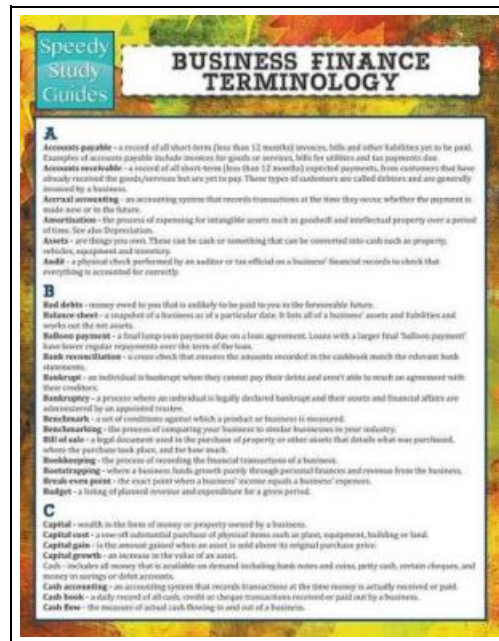 Speedy
Study
Guides
BUSINESS FINANCE
TERMINOLOGY
A
Accounts payable - a record of all short-term (less than 12 months) invoices, bills and other liabilities yet to be paid.
Examples of accounts payable include invoices for goods or services, bills for utilities and tax payments due.
Accounts receivable - a record of all short-term (less than 12 months) expected payments, from customers that have
already received the goods/services but are yet to pay. These types of customers are called debtors and are generally
invoiced by a business.
Accrual accounting - an accounting system that records transactions at the time they occur whether the payment is
made now or in the future.
Amortisation - the process of expensing for intangible assets such as goodwill and intellectual property over a period
of time. See also Depreciation.
Assets - are things you own. These can be cash or something that can be converted into cash such as property,
vehicles, equipment and inventory.
Audit - a physical check performed by an auditor or tax official on a business' financial records to check that
everything is accounted for correctly.
B
Bad debts - money owed to you that is unlikely to be paid to you in the foreseeable future.
Balance sheet - a snapshot of a business as of a particular date. It lists all of a business' assets and liabilities and
works out the net assets.
Balloon payment - a final lump sum payment due on a loan agreement. Loans with a larger final 'balloon payment'
have lower regular repayments over the term of the loan.
Bank reconciliation - a cross-check that ensures the amounts recorded in the cashbook match the relevant bank
statements.
Bankrupt - an individual is bankrupt when they cannot pay their debts and aren't able to reach an agreement with
their creditors.
Bankruptcy - a process where an individual is legally declared bankrupt and their assets and financial affairs are
administered by an appointed trustee.
Benchmark - a set of conditions against which a product or business is measured.
Benchmarking - the process of comparing your business to similar businesses in your industry.
Bill of sale - a legal document used in the purchase of property or other assets that details what was purchased,
where the purchase took place, and for how much.
Bookkeeping - the process of recording the financial transactions of a business.
Bootstrapping - where a business funds growth purely through personal finances and revenue from the business.
Break-even point - the exact point when a business' income equals a business' expenses.
Budget - a listing of planned revenue and expenditure for a given period.
C
Capital - wealth in the form of money or property owned by a business.
Capital cost - a one-off substantial purchase of physical items such as plant, equipment, building or land.
Capital gain - is the amount gained when an asset is sold above its original purchase price.
Capital growth - an increase in the value of an asset.
Cash - includes all money that is available on demand including bank notes and coins, petty cash, certain cheques, and
money in savings or debit accounts.
Cash accounting - an accounting system that records transactions at the time money is actually received or paid.
Cash book - a daily record of all cash, credit or cheque transactions received or paid out by a business.
Cash flow - the measure of actual cash flowing in and out of a business.